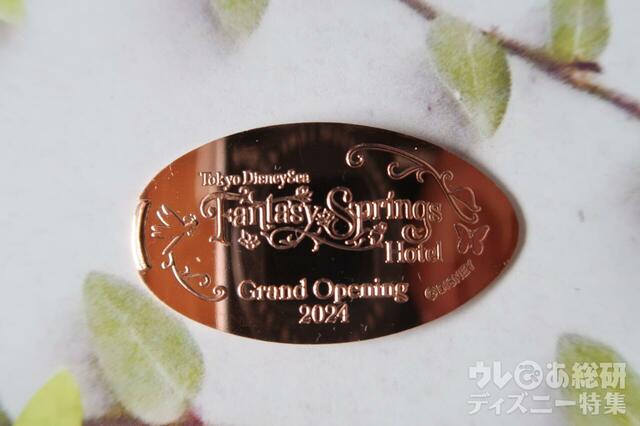 Tokyo DisneySea
Fantasy Springs
Hotel
Grand Opening
2024
©DISNEY
ウレぴあ総研
ディズニー特集